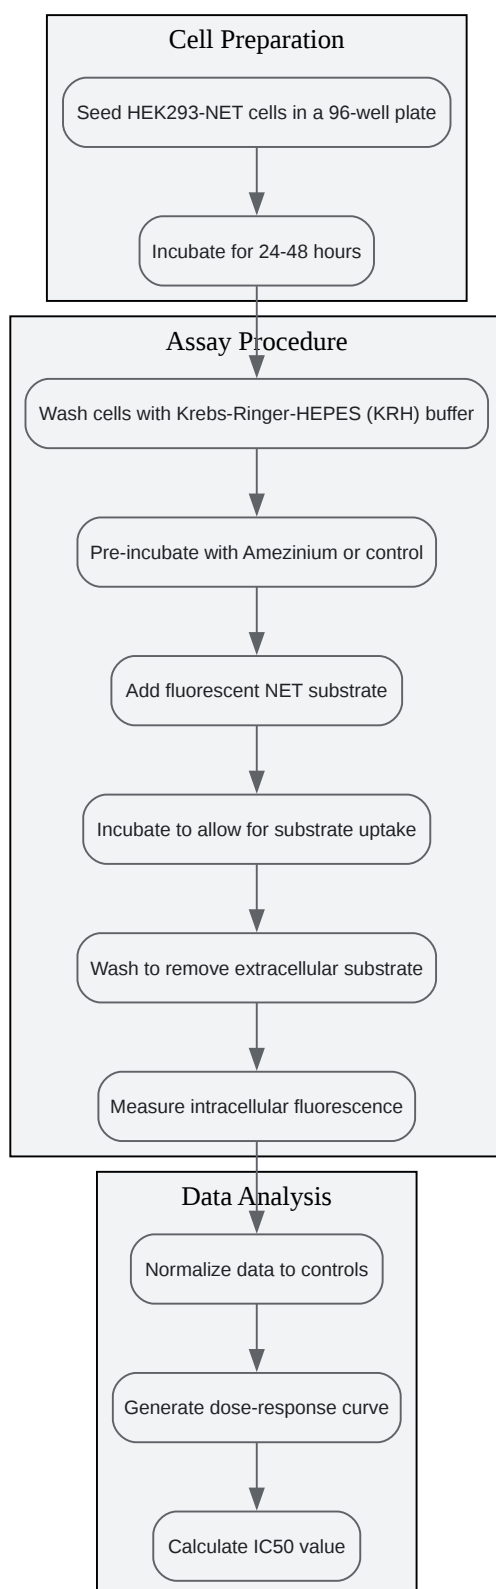 Cell Preparation
Seed HEK293-NET cells in a 96-well plate
Incubate for 24-48 hours
Assay Procedure
Wash cells with Krebs-Ringer-HEPES (KRH) buffer
Pre-incubate with Amezinium or control
Add fluorescent NET substrate
Incubate to allow for substrate uptake
Wash to remove extracellular substrate
Measure intracellular fluorescence
Data Analysis
Normalize data to controls
Generate dose-response curve
Calculate IC50 value